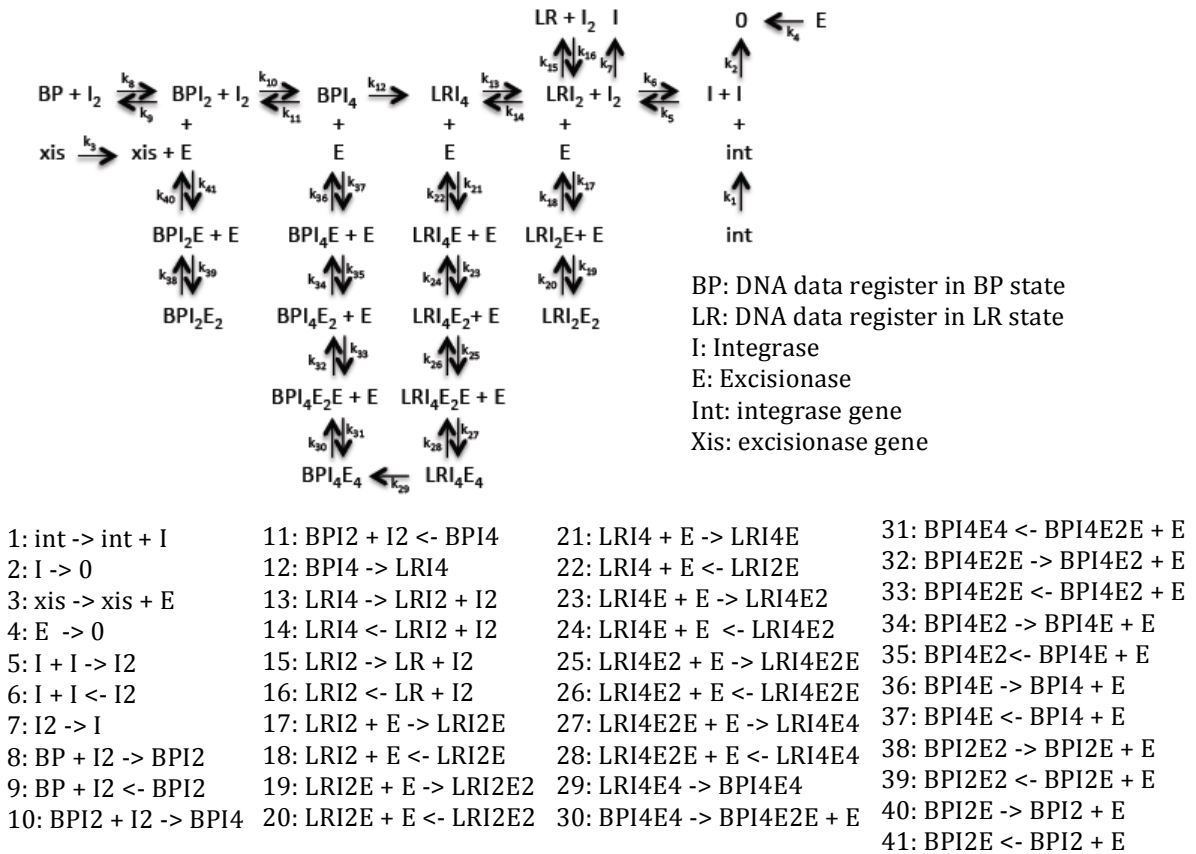 LR + I₂ I
0 k₄ E
k₁₅ k₁₆ k₇ k₂
BP + I₂ k₈ k₉ BPI₂ + I₂ k₁₀ k₁₁ BPI₄ k₁₂ LRI₄ k₁₃ k₁₄ LRI₂ + I₂ k₆ k₅ I + I
+ + + + +
xis k₃ xis + E E E E int
k₄₀ k₄₁ k₃₆ k₃₇ k₂₂ k₂₁ k₁₈ k₁₇ k₁
BPI₂E + E BPI₄E + E LRI₄E + E LRI₂E+ E int
k₃₈ k₃₉ k₃₄ k₃₅ k₂₄ k₂₃ k₂₀ k₁₉
BPI₂E₂ BPI₄E₂ + E LRI₄E₂+ E LRI₂E₂
k₃₂ k₃₃ k₂₆ k₂₅
BPI₄E₂E + E LRI₄E₂E + E
k₃₀ k₃₁ k₂₈ k₂₇
BPI₄E₄ k₂₉ LRI₄E₄
BP: DNA data register in BP state
LR: DNA data register in LR state
I: Integrase
E: Excisionase
Int: integrase gene
Xis: excisionase gene
1: int -> int + I
2: I -> 0
3: xis -> xis + E
4: E -> 0
5: I + I -> I2
6: I + I <- I2
7: I2 -> I
8: BP + I2 -> BPI2
9: BP + I2 <- BPI2
10: BPI2 + I2 -> BPI4
11: BPI2 + I2 <- BPI4
12: BPI4 -> LRI4
13: LRI4 -> LRI2 + I2
14: LRI4 <- LRI2 + I2
15: LRI2 -> LR + I2
16: LRI2 <- LR + I2
17: LRI2 + E -> LRI2E
18: LRI2 + E <- LRI2E
19: LRI2E + E -> LRI2E2
20: LRI2E + E <- LRI2E2
21: LRI4 + E -> LRI4E
22: LRI4 + E <- LRI2E
23: LRI4E + E -> LRI4E2
24: LRI4E + E <- LRI4E2
25: LRI4E2 + E -> LRI4E2E
26: LRI4E2 + E <- LRI4E2E
27: LRI4E2E + E -> LRI4E4
28: LRI4E2E + E <- LRI4E4
29: LRI4E4 -> BPI4E4
30: BPI4E4 -> BPI4E2E + E
31: BPI4E4 <- BPI4E2E + E
32: BPI4E2E -> BPI4E2 + E
33: BPI4E2E <- BPI4E2 + E
34: BPI4E2 -> BPI4E + E
35: BPI4E2<- BPI4E + E
36: BPI4E -> BPI4 + E
37: BPI4E <- BPI4 + E
38: BPI2E2 -> BPI2E + E
39: BPI2E2 <- BPI2E + E
40: BPI2E -> BPI2 + E
41: BPI2E <- BPI2 + E